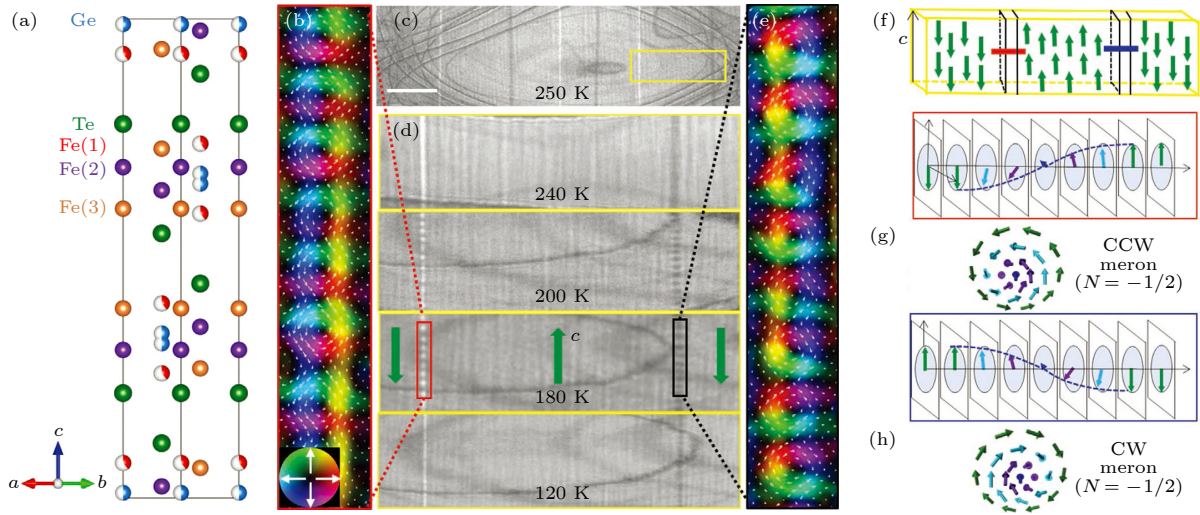 (a)
Ge
Te
Fe(1)
Fe(2)
Fe(3)
c
a
b
(b)
(c)
250 K
(d)
240 K
200 K
c
180 K
120 K
(e)
(f)
c
(g)
CCW
meron
(N = −1/2)
(h)
CW
meron
(N = −1/2)